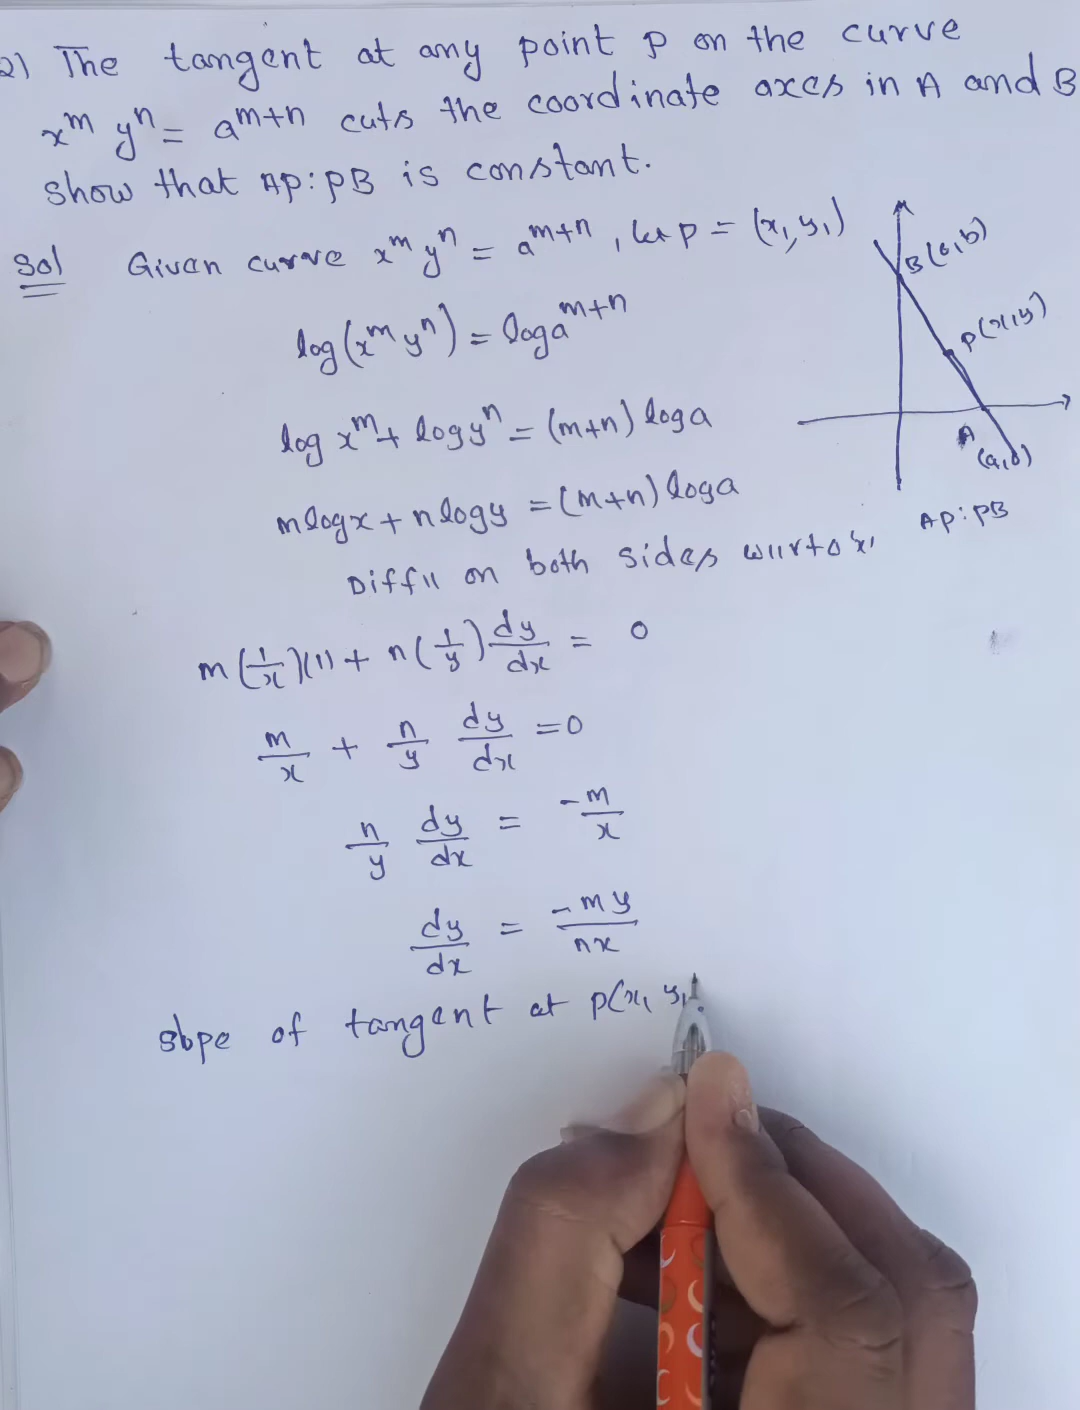 2) The tangent at any point P on the curve
x^m y^n = a^m+n cuts the coordinate axes in A and B
show that AP:PB is constant.
Sol Given curve x^m y^n = a^m+n, let P = (x₁, y₁)
log(x^m y^n) = log a^m+n
log x^m + log y^n = (m+n) log a
m log x + n log y = (m+n) log a
Diff11 on both sides w11r to 'x'
m(1/x)(1) + n(1/y) dy/dx = 0
m/x + n/y dy/dx = 0
n/y dy/dx = -m/x
dy/dx = -my/nx
slope of tangent at P(x₁ y₁
B(0,b)
P(x₁y)
A
(a,0)
AP:PB